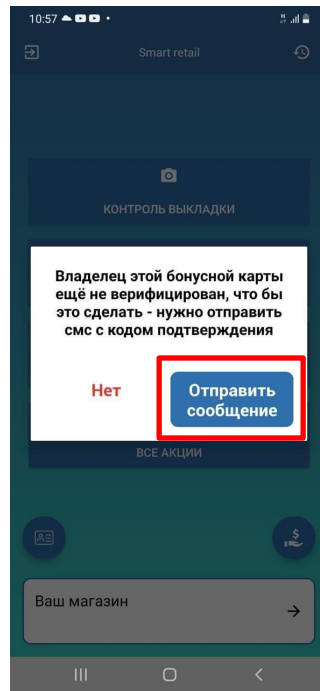 10:57
Smart retail
КОНТРОЛЬ ВЫКЛАДКИ
Владелец этой бонусной карты
ещё не верифицирован, что бы
это сделать - нужно отправить
смс с кодом подтверждения
Нет
Отправить
сообщение
ВСЕ АКЦИИ
Ваш магазин